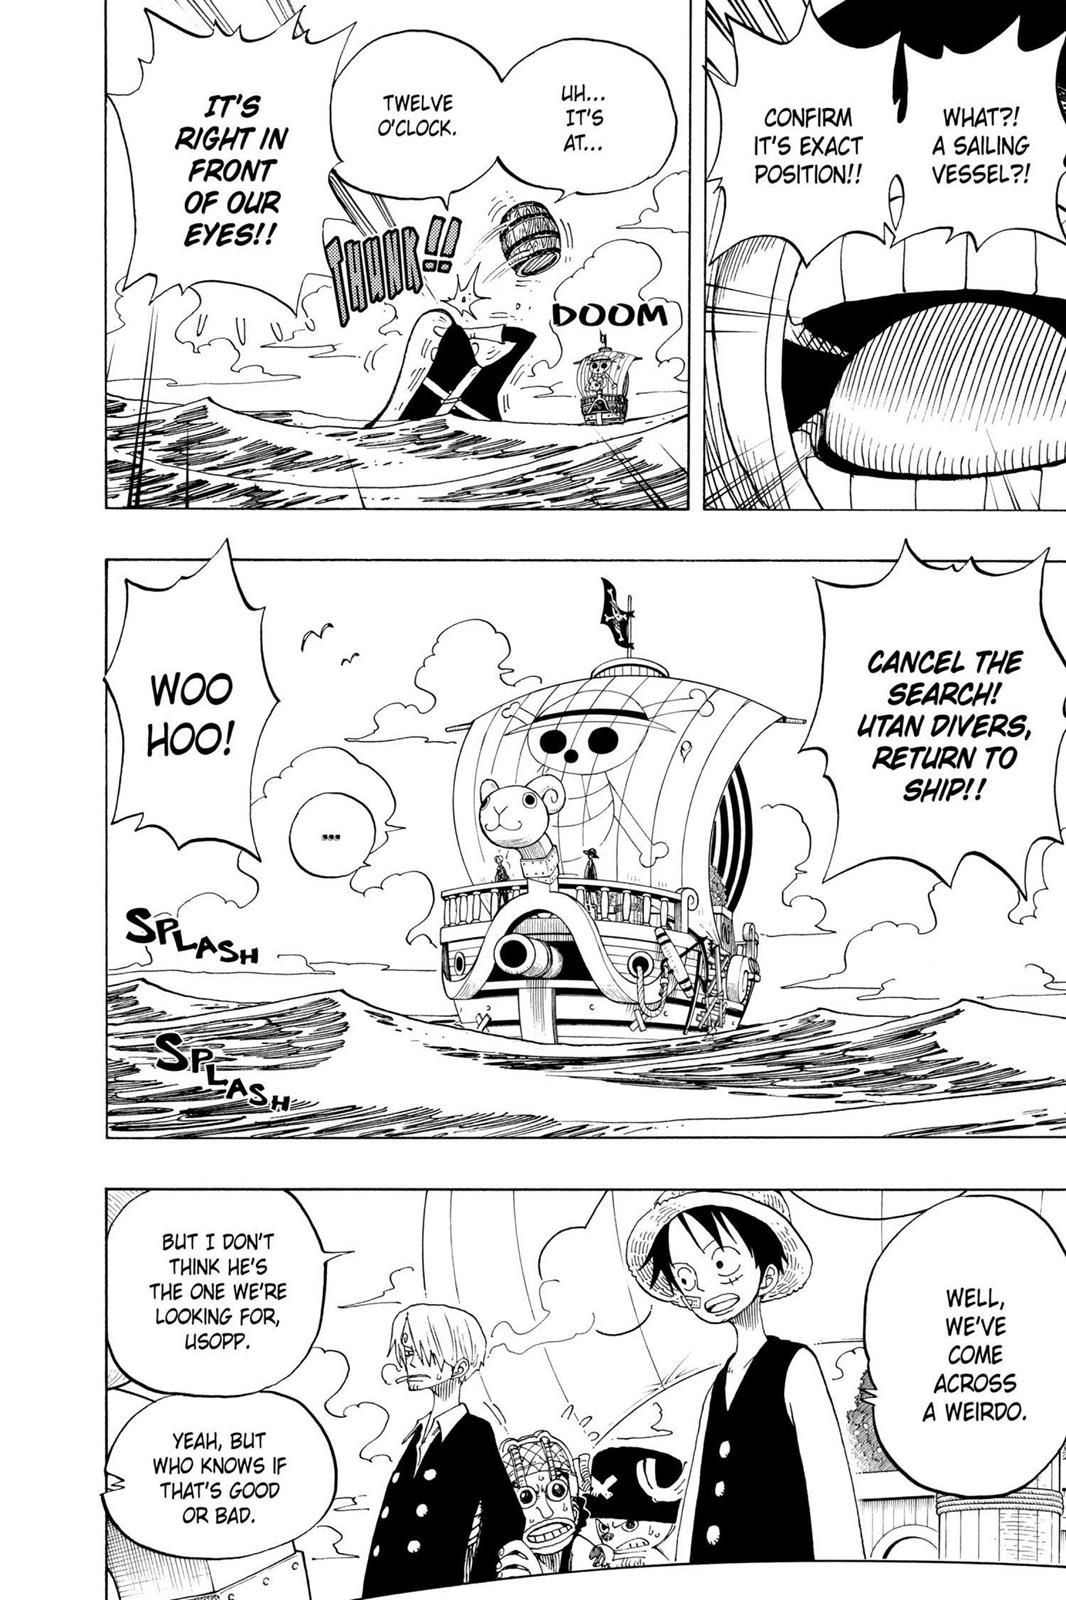 WHAT?!
A SAILING
VESSEL?!
CONFIRM
IT'S EXACT
POSITION!!
UH...
IT'S
AT...
TWELVE
O'CLOCK.
IT'S
RIGHT IN
FRONT
OF OUR
EYES!!
THUNK!!
DOOM
CANCEL THE
SEARCH!
UTAN DIVERS,
RETURN TO
SHIP!!
WOO
HOO!
...
SPLASH
SPLASH
WELL,
WE'VE
COME
ACROSS
A WEIRDO.
BUT I DON'T
THINK HE'S
THE ONE WE'RE
LOOKING FOR,
USOPP.
YEAH, BUT
WHO KNOWS IF
THAT'S GOOD
OR BAD.